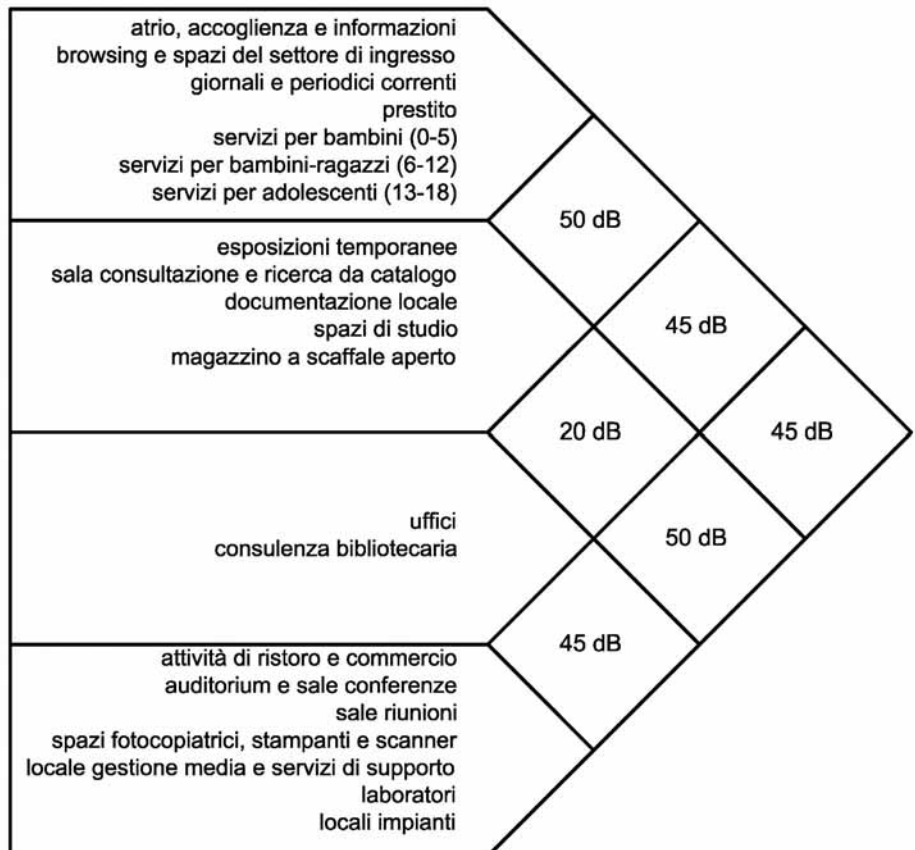 atrio, accoglienza e informazioni
browsing e spazi del settore di ingresso
giornali e periodici correnti
prestito
servizi per bambini (0-5)
servizi per bambini-ragazzi (6-12)
servizi per adolescenti (13-18)
50 dB
esposizioni temporanee
sala consultazione e ricerca da catalogo
documentazione locale
spazi di studio
magazzino a scaffale aperto
45 dB
20 dB
45 dB
uffici
consulenza bibliotecaria
50 dB
45 dB
attività di ristoro e commercio
auditorium e sale conferenze
sale riunioni
spazi fotocopiatrici, stampanti e scanner
locale gestione media e servizi di supporto
laboratori
locali impianti